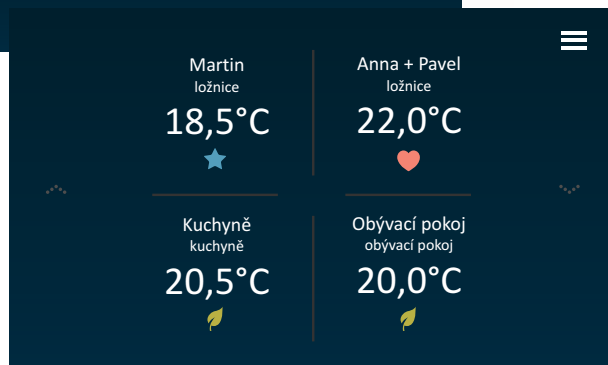 Martin
ložnice
18,5°C
Anna + Pavel
ložnice
22,0°C
Kuchyně
kuchyně
20,5°C
Obývací pokoj
obývací pokoj
20,0°C